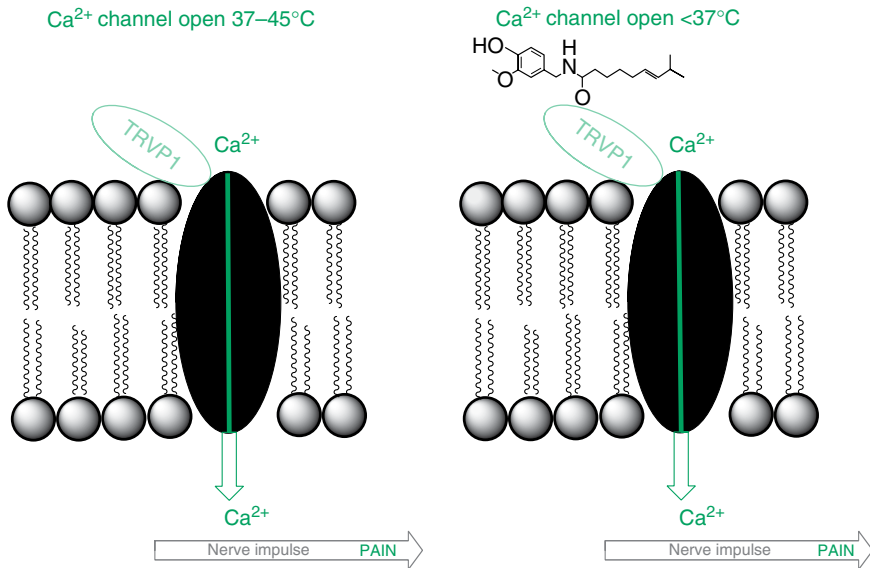 Ca²⁺ channel open 37–45°C
TRVP1
Ca²⁺
Ca²⁺
Nerve impulse PAIN
Ca²⁺ channel open <37°C
HO
H
N
O
O
TRVP1
Ca²⁺
Ca²⁺
Nerve impulse PAIN